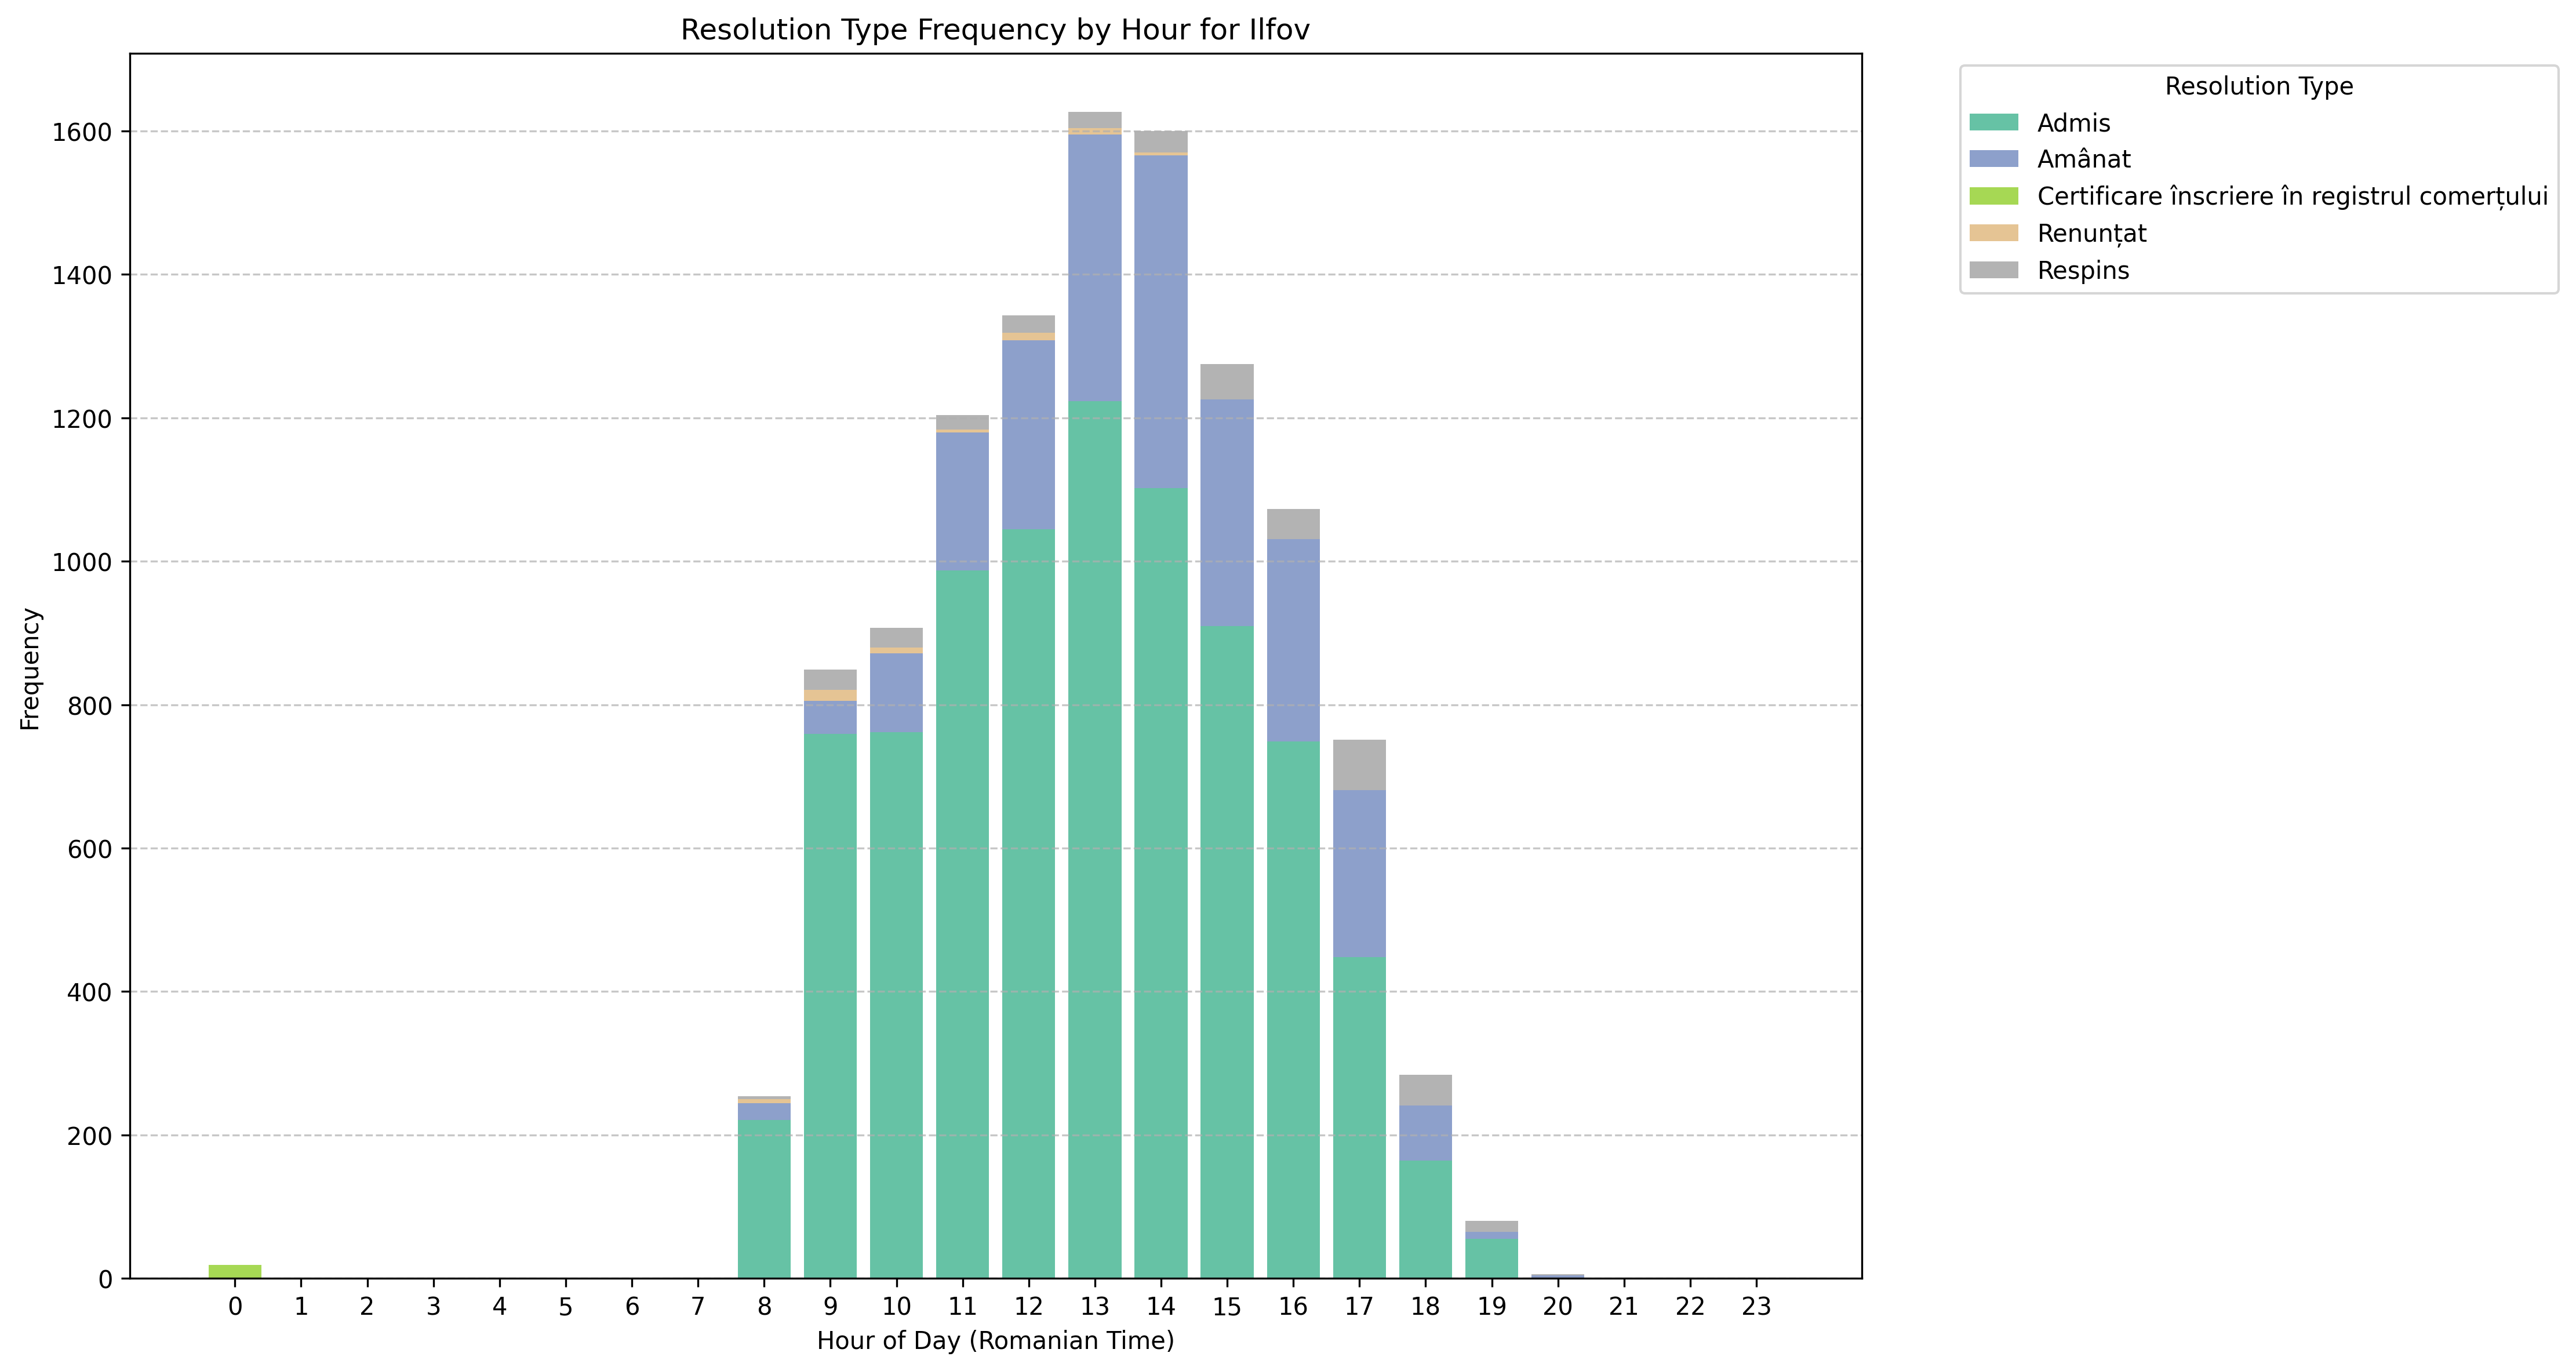 Resolution Type Frequency by Hour for Ilfov
Resolution Type
Admis
Amânat
Certificare înscriere în registrul comerțului
Renunțat
Respins
Frequency
1600
1400
1200
1000
800
600
400
200
0
0 1 2 3 4 5 6 7 8 9 10 11 12 13 14 15 16 17 18 19 20 21 22 23
Hour of Day (Romanian Time)